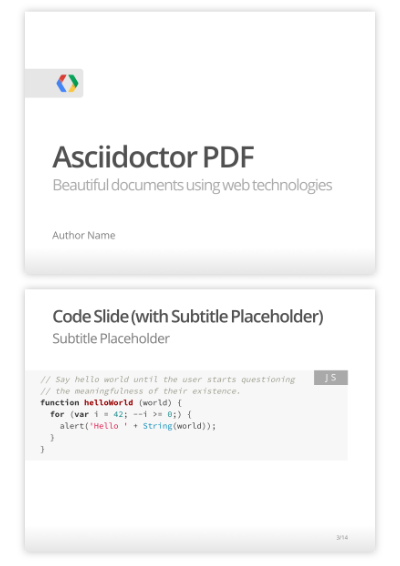 Asciidoctor PDF
Beautiful documents using web technologies
Author Name
Code Slide (with Subtitle Placeholder)
Subtitle Placeholder
JS
// Say hello world until the user starts questioning
// the meaningfulness of their existence.
function helloWorld (world) {
  for (var i = 42; --i >= 0;) {
    alert('Hello ' + String(world));
  }
}
3/14